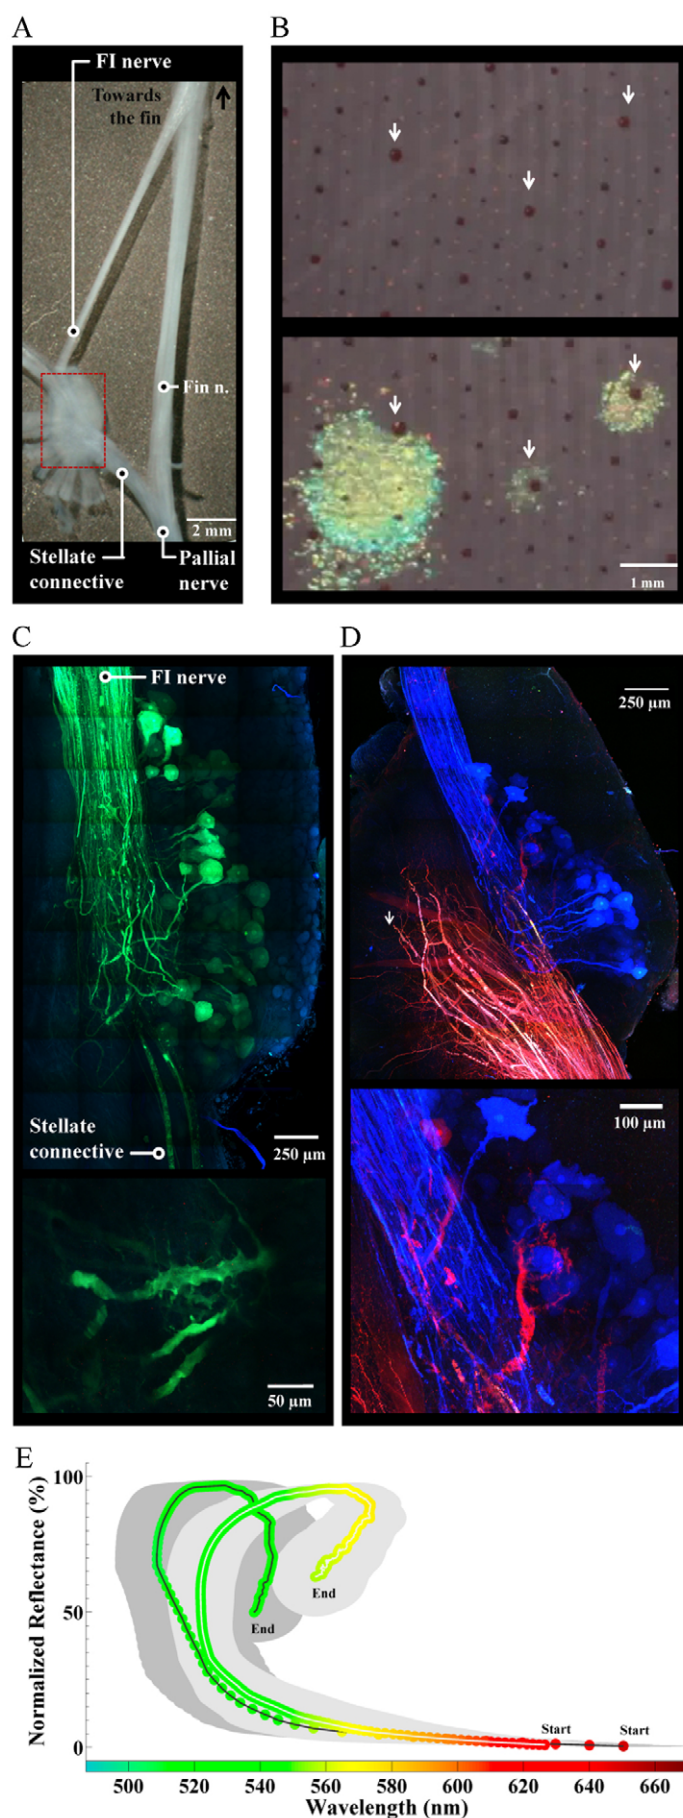 A
FI nerve
Towards
the fin
Fin n.
2 mm
Stellate
connective
Pallial
nerve
B
1 mm
C
FI nerve
Stellate
connective
250 µm
50 µm
D
250 µm
100 µm
E
Normalized Reflectance (%)
100
50
0
End
End
Start
Start
500
520
540
560
580
600
620
640
660
Wavelength (nm)